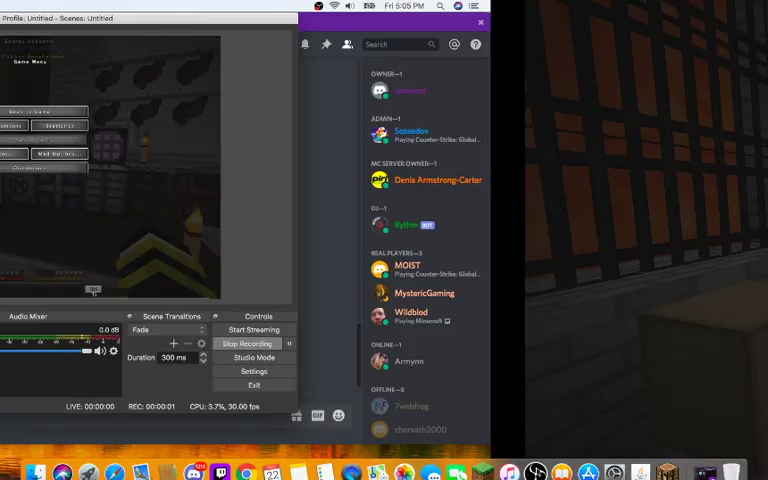 Fri 5:05 PM
Profile: Untitled - Scenes: Untitled
Game Menu
Statistics
Mod Options...
Search
OWNER—1
ADMIN—1
Sossedov
Playing Counter-Strike: Global..
MC SERVER OWNER—1
Denis Armstrong-Carter
DJ—1
Rythm BOT
REAL PLAYERS—3
MOIST
Playing Counter-Strike: Global..
MystericGaming
Wildblod
Playing Minecraft
ONLINE—1
Armynn
OFFLINE—5
7webfrog
chorvath2000
Audio Mixer
Scene Transitions
Controls
0.0 dB
Fade
Duration 300 ms
Start Streaming
Stop Recording
Studio Mode
Settings
Exit
LIVE: 00:00:00 REC: 00:00:01 CPU: 3.7%, 30.00 fps
GIF
22